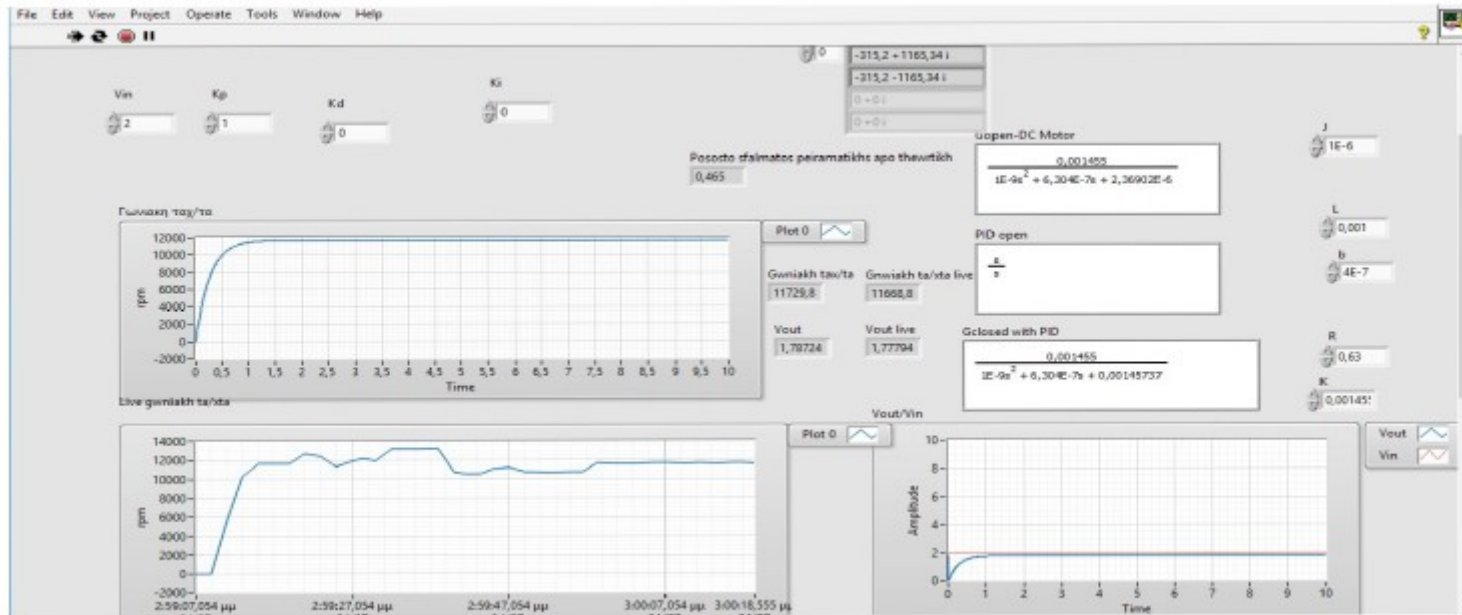 File Edit View Project Operate Tools Window Help
0
-315,2 +1165,34 i
-315,2 -1165,34 i
0 +0 i
0 +0 i
Vin
2
Kp
1
Kd
0
Ki
0
Pososto sfalmatos peiramatikhs apo thewrtikh
0,465
Gopen-DC Motor
0,001455
1E-9s² + 6,304E-7s + 2,36902E-6
J
1E-6
L
0,001
b
4E-7
R
0,63
K
PID open
s
s
Gclosed with PID
0,001455
1E-9s² + 6,304E-7s + 0,00145737
Γωνιακη ταχ/τα
Plot 0
12000
10000
8000
6000
4000
2000
0
-2000
rpm
0 0,5 1 1,5 2 2,5 3 3,5 4 4,5 5 5,5 6 6,5 7 7,5 8 8,5 9 9,5 10
Time
Gwniakh tax/ta
11729,8
Gnwiakh ta/xta live
11668,8
Vout
1,78724
Vout live
1,77794
Live gwniakh ta/xta
Plot 0
14000
12000
10000
8000
6000
4000
2000
0
-2000
rpm
2:59:07,054 μμ 2:59:27,054 μμ 2:59:47,054 μμ 3:00:07,054 μμ 3:00:18,555 μμ
Vout/Vin
Vout
Vin
10
8
6
4
2
0
Amplitude
0 1 2 3 4 5 6 7 8 9 10
Time